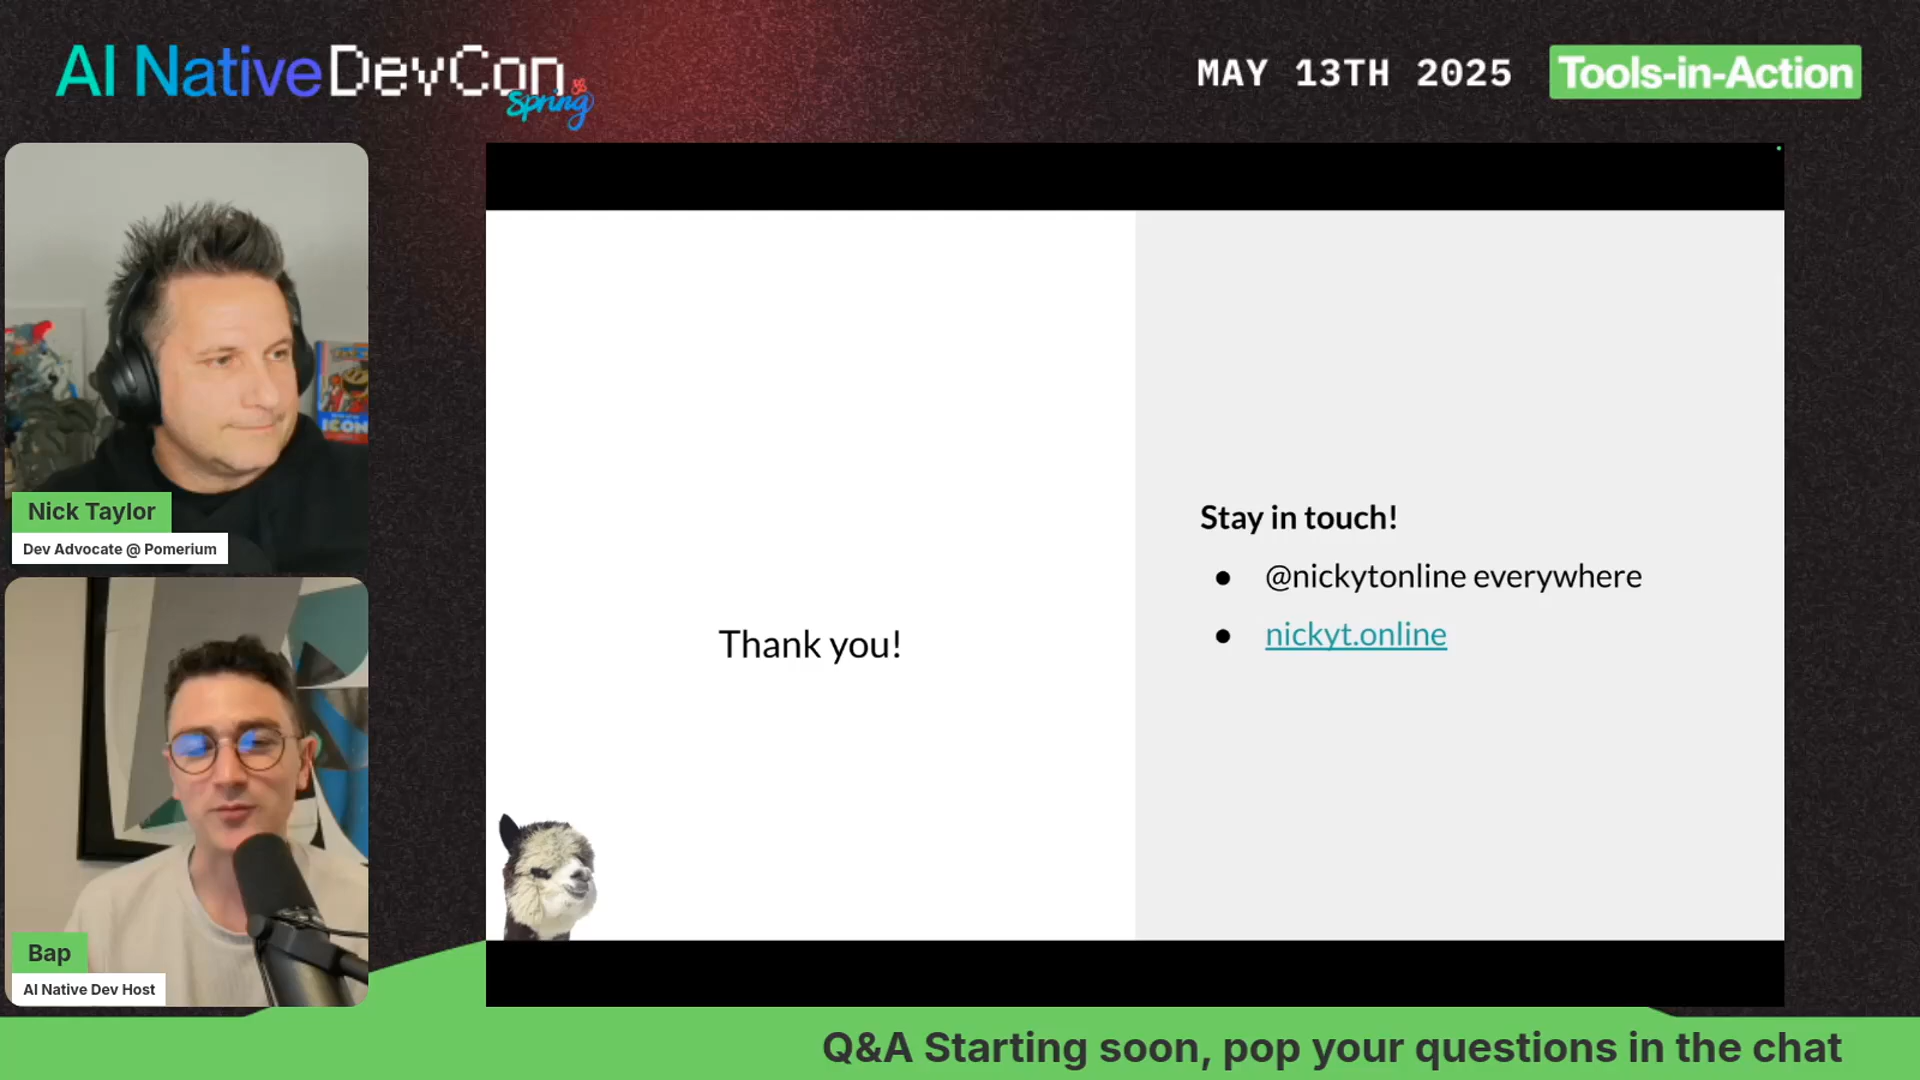 AI Native DevCon
Spring
MAY 13TH 2025
Tools-in-Action
Nick Taylor
Dev Advocate @ Pomerium
ICON
Bap
AI Native Dev Host
Thank you!
Stay in touch!
● @nickytonline everywhere
● nickyt.online
Q&A Starting soon, pop your questions in the chat